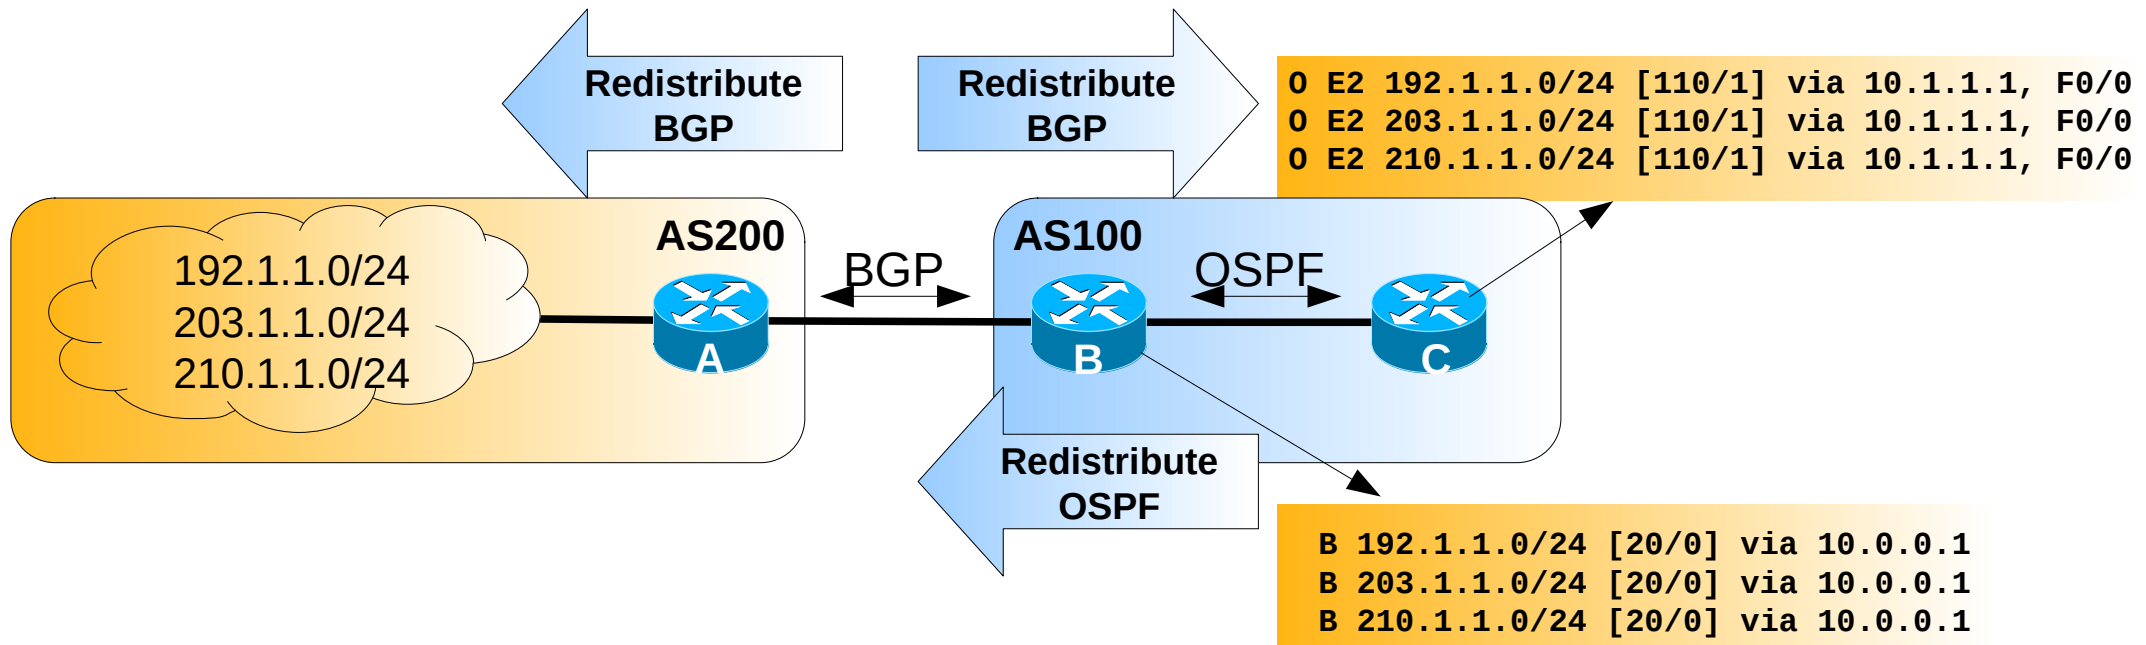 Redistribute
BGP
Redistribute
BGP
O E2 192.1.1.0/24 [110/1] via 10.1.1.1, F0/0
O E2 203.1.1.0/24 [110/1] via 10.1.1.1, F0/0
O E2 210.1.1.0/24 [110/1] via 10.1.1.1, F0/0
AS200
AS100
192.1.1.0/24
203.1.1.0/24
210.1.1.0/24
BGP
OSPF
A
B
C
Redistribute
OSPF
B 192.1.1.0/24 [20/0] via 10.0.0.1
B 203.1.1.0/24 [20/0] via 10.0.0.1
B 210.1.1.0/24 [20/0] via 10.0.0.1